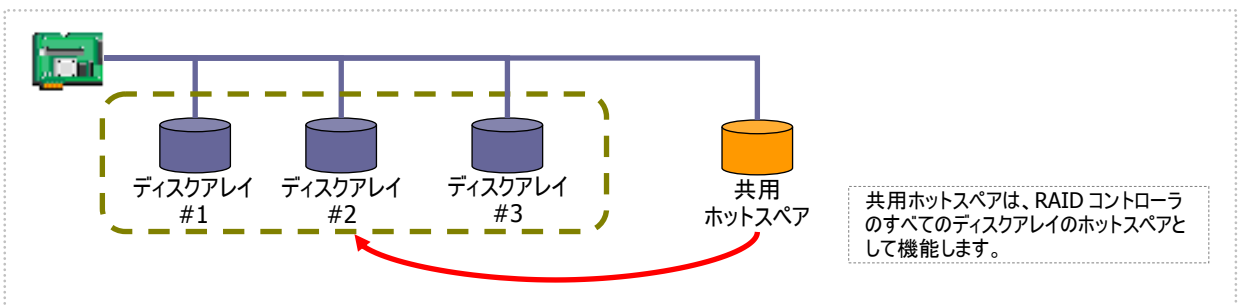 ディスクアレイ
#1
ディスクアレイ
#2
ディスクアレイ
#3
共用
ホットスペア
共用ホットスペアは、RAID コントローラ
のすべてのディスクアレイのホットスペアと
して機能します。